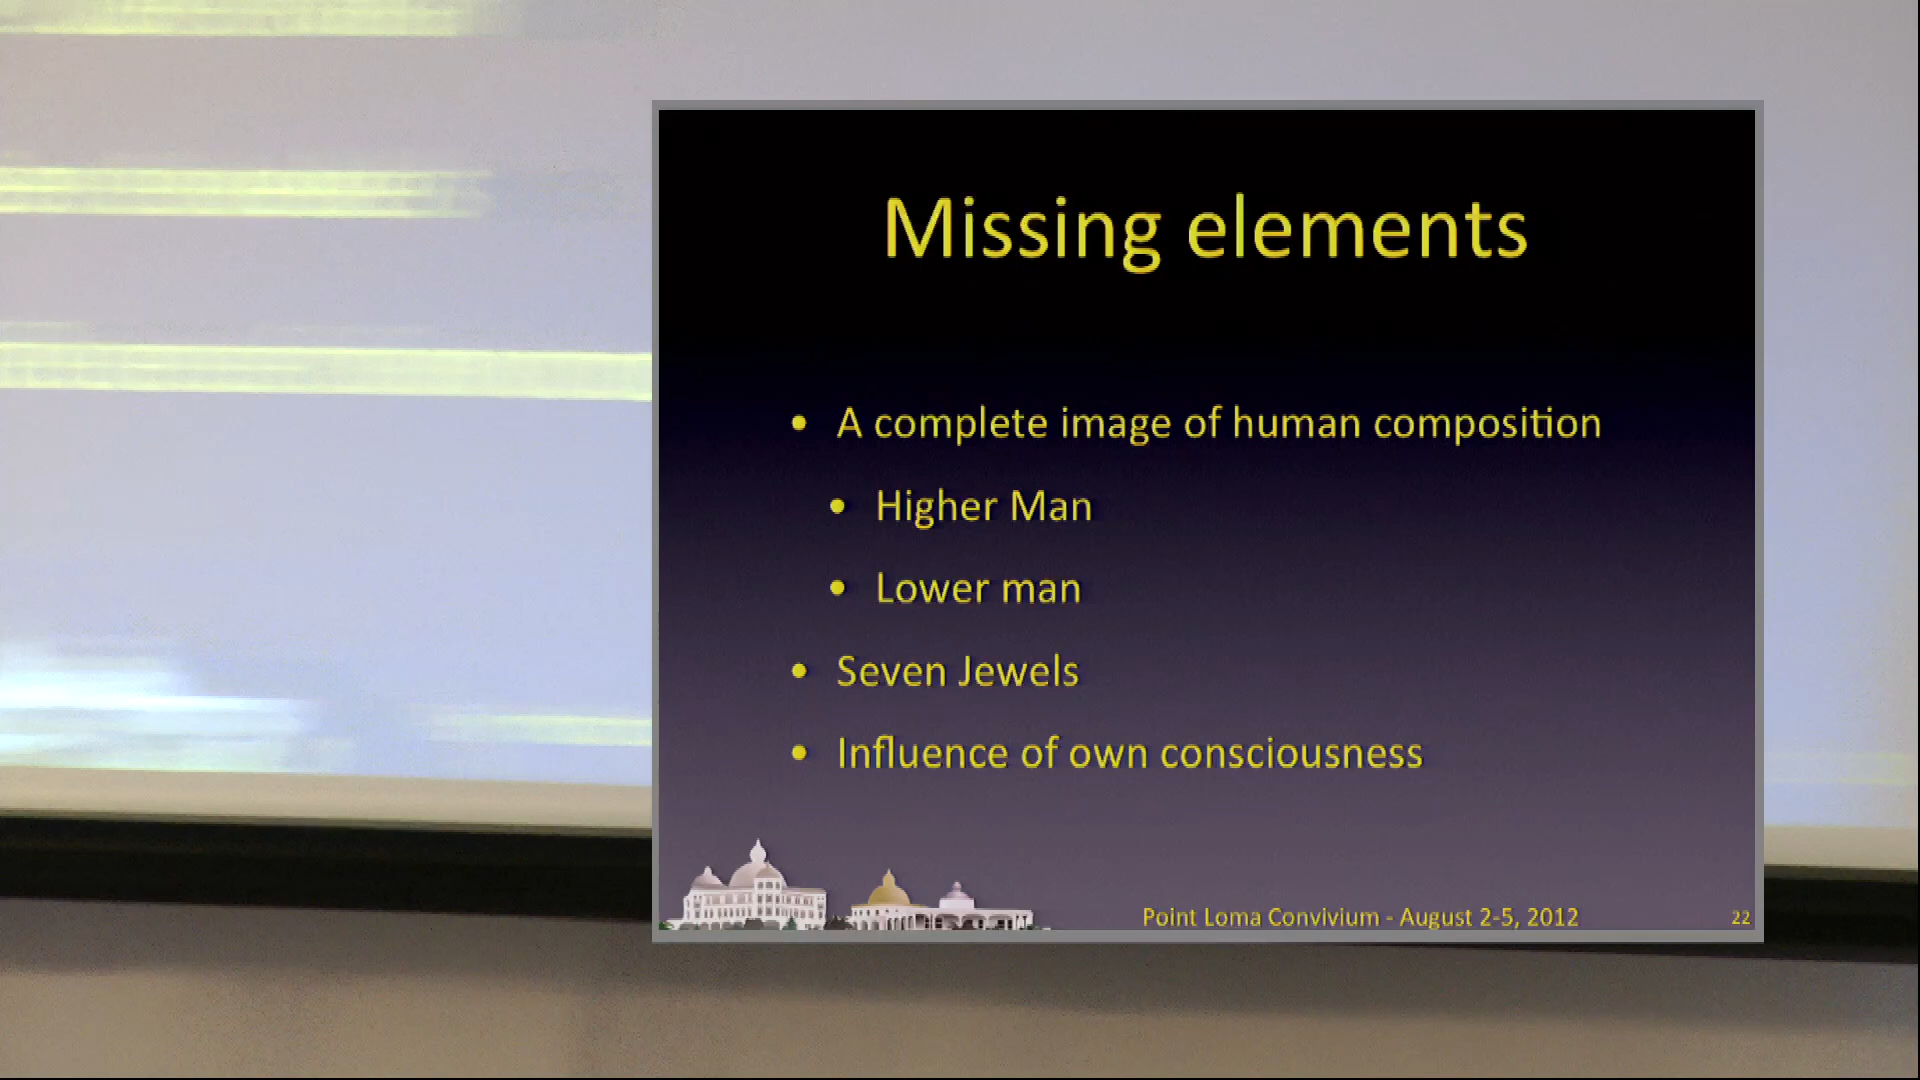 Missing elements
• A complete image of human composition
• Higher Man
• Lower man
• Seven Jewels
• Influence of own consciousness
Point Loma Convivium - August 2-5, 2012
22